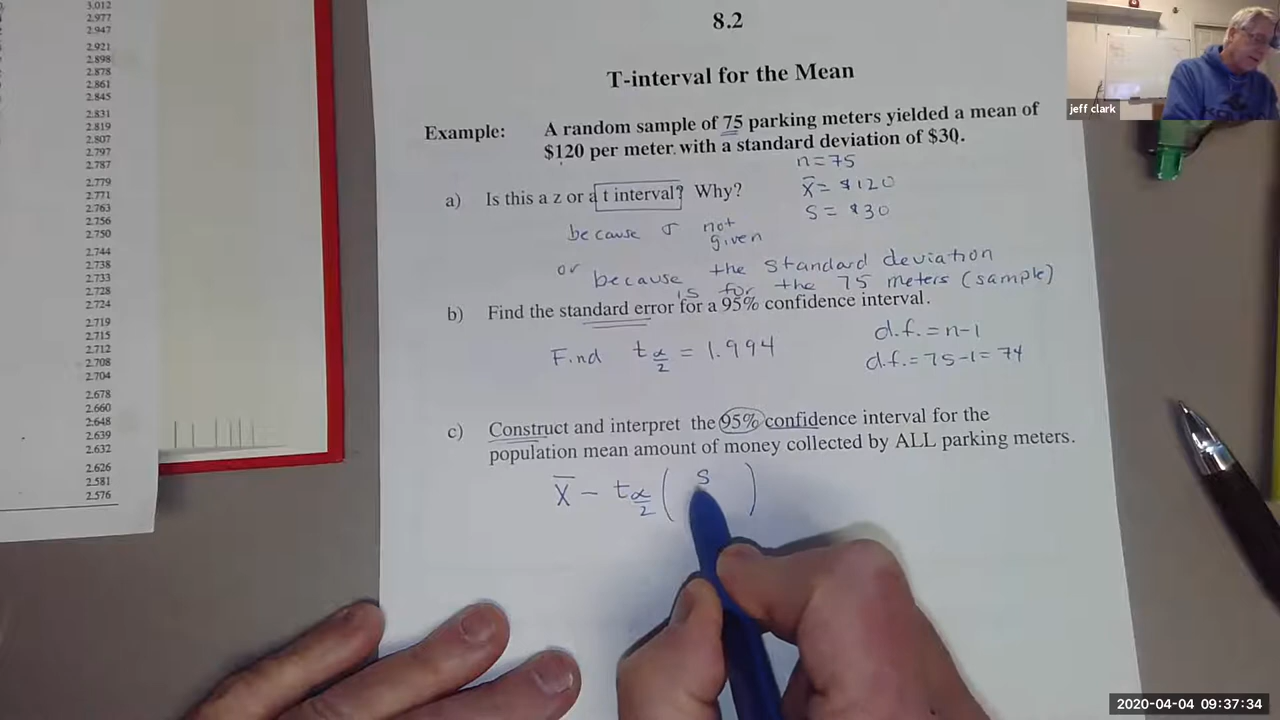 3.012
2.977
2.947
2.921
2.898
2.878
2.861
2.845
2.831
2.819
2.807
2.797
2.787
2.779
2.771
2.763
2.756
2.750
2.744
2.738
2.733
2.728
2.724
2.719
2.715
2.712
2.708
2.704
2.678
2.660
2.648
2.639
2.632
2.626
2.581
2.576
8.2
T-interval for the Mean
Example: A random sample of 75 parking meters yielded a mean of
$120 per meter with a standard deviation of $30.
n=75
a) Is this a z or a t interval? Why?
x̄ = $120
s = $30
because σ not
given
or because the standard deviation
is for the 75 meters (sample)
b) Find the standard error for a 95% confidence interval.
d.f. = n-1
Find t α/2 = 1.994
d.f. = 75-1 = 74
c) Construct and interpret the 95% confidence interval for the
population mean amount of money collected by ALL parking meters.
x̄ - t α/2 ( s )
jeff clark
2020-04-04 09:37:34